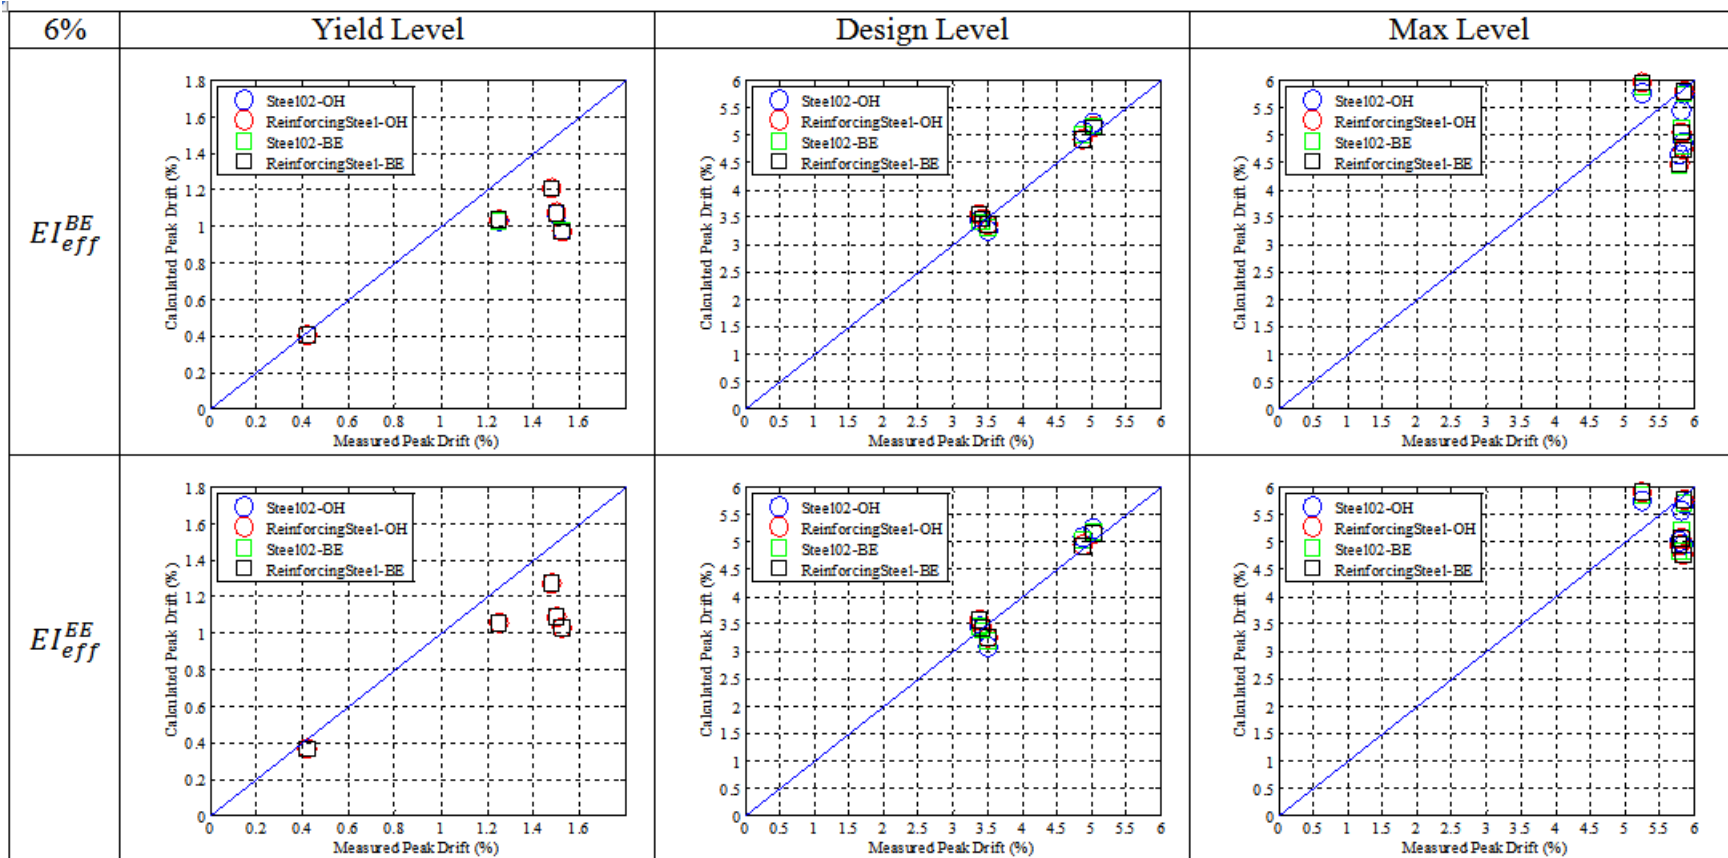 6% Yield Level Design Level Max Level
EI_eff^BE
1.8
1.6
1.4
1.2
1
0.8
0.6
0.4
0.2
0
Calculated Peak Drift (%)
Steel02-OH
ReinforcingSteel-OH
Steel02-BE
ReinforcingSteel-BE
0 0.2 0.4 0.6 0.8 1 1.2 1.4 1.6
Measured Peak Drift (%)
6
5.5
5
4.5
4
3.5
3
2.5
2
1.5
1
0.5
0
Calculated Peak Drift (%)
Steel02-OH
ReinforcingSteel-OH
Steel02-BE
ReinforcingSteel-BE
0 0.5 1 1.5 2 2.5 3 3.5 4 4.5 5 5.5 6
Measured Peak Drift (%)
6
5.5
5
4.5
4
3.5
3
2.5
2
1.5
1
0.5
0
Calculated Peak Drift (%)
Steel02-OH
ReinforcingSteel-OH
Steel02-BE
ReinforcingSteel-BE
0 0.5 1 1.5 2 2.5 3 3.5 4 4.5 5 5.5 6
Measured Peak Drift (%)
EI_eff^EE
1.8
1.6
1.4
1.2
1
0.8
0.6
0.4
0.2
0
Calculated Peak Drift (%)
Steel02-OH
ReinforcingSteel-OH
Steel02-BE
ReinforcingSteel-BE
0 0.2 0.4 0.6 0.8 1 1.2 1.4 1.6
Measured Peak Drift (%)
6
5.5
5
4.5
4
3.5
3
2.5
2
1.5
1
0.5
0
Calculated Peak Drift (%)
Steel02-OH
ReinforcingSteel-OH
Steel02-BE
ReinforcingSteel-BE
0 0.5 1 1.5 2 2.5 3 3.5 4 4.5 5 5.5 6
Measured Peak Drift (%)
6
5.5
5
4.5
4
3.5
3
2.5
2
1.5
1
0.5
0
Calculated Peak Drift (%)
Steel02-OH
ReinforcingSteel-OH
Steel02-BE
ReinforcingSteel-BE
0 0.5 1 1.5 2 2.5 3 3.5 4 4.5 5 5.5 6
Measured Peak Drift (%)